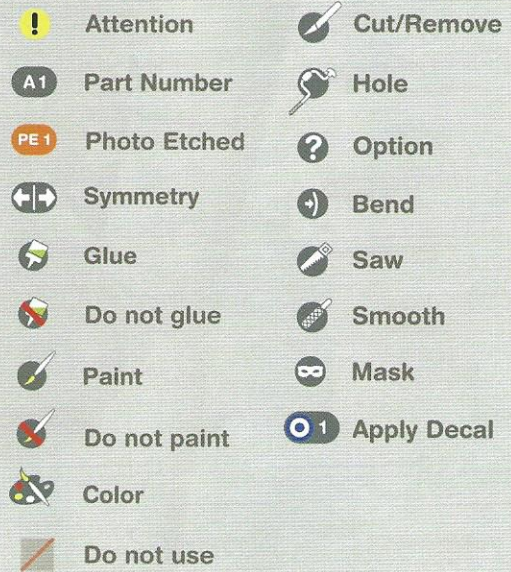 ! Attention
A1 Part Number
PE 1 Photo Etched
Symmetry
Glue
Do not glue
Paint
Do not paint
Color
Do not use
Cut/Remove
Hole
? Option
Bend
Saw
Smooth
Mask
1 Apply Decal